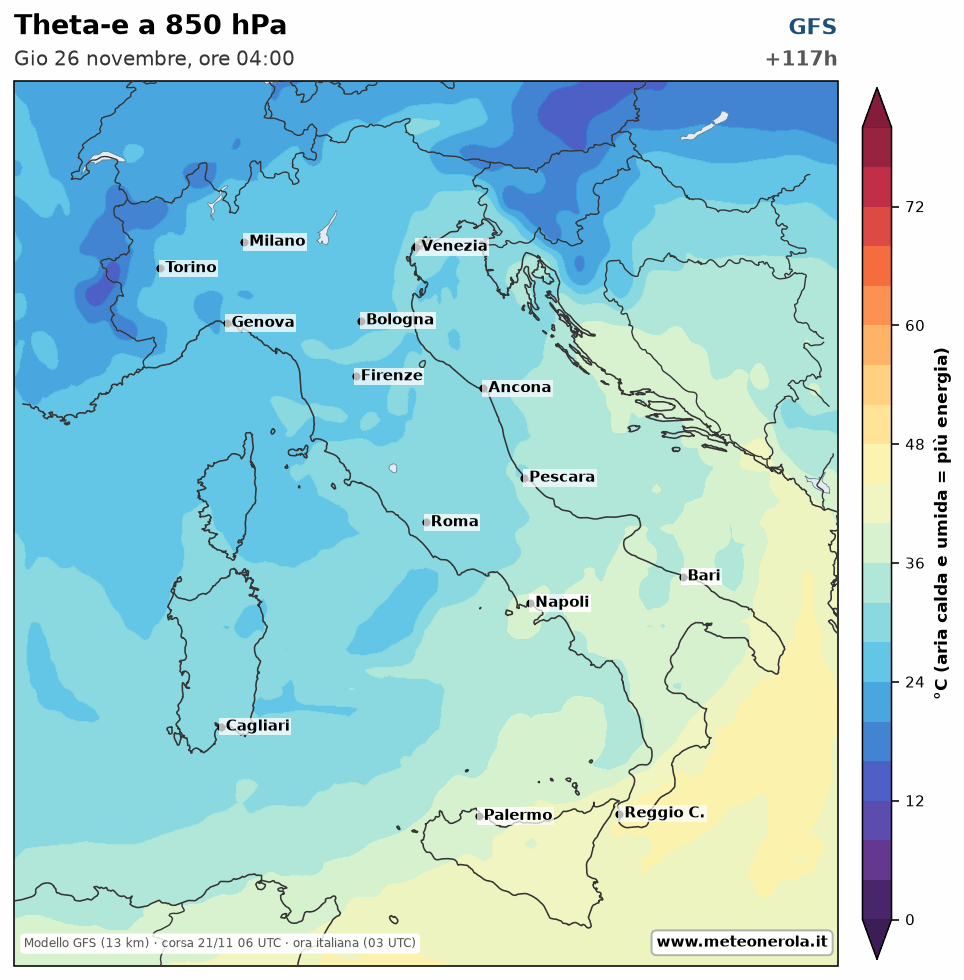 Theta-e a 850 hPa
GFS
Gio 26 novembre, ore 04:00
+117h
Milano
Venezia
Torino
Genova
Bologna
Firenze
Ancona
Pescara
Roma
Bari
Napoli
Cagliari
Palermo
Reggio C.
72
60
48
36
24
12
0
°C (aria calda e umida = più energia)
Modello GFS (13 km) · corsa 21/11 06 UTC · ora italiana (03 UTC)
www.meteonerola.it